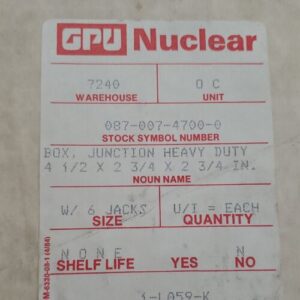 GPU Nuclear
7240 O C
WAREHOUSE UNIT
087-007-4700-0
STOCK SYMBOL NUMBER
BOX, JUNCTION HEAVY DUTY
4 1/2 X 2 3/4 X 2 3/4 IN.
NOUN NAME
W/ 6 JACKS U/I = EACH
SIZE QUANTITY
NONE N
SHELF LIFE YES NO